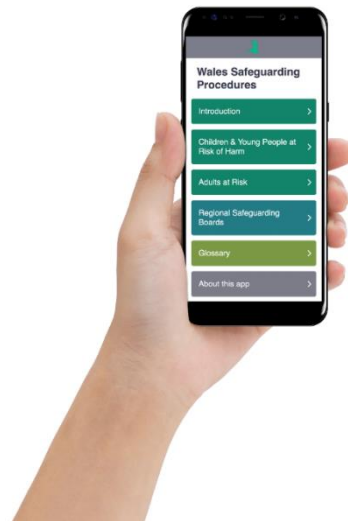 Wales Safeguarding
Procedures
Introduction
Children & Young People at
Risk of Harm
Adults at Risk
Regional Safeguarding
Boards
Glossary
About this app